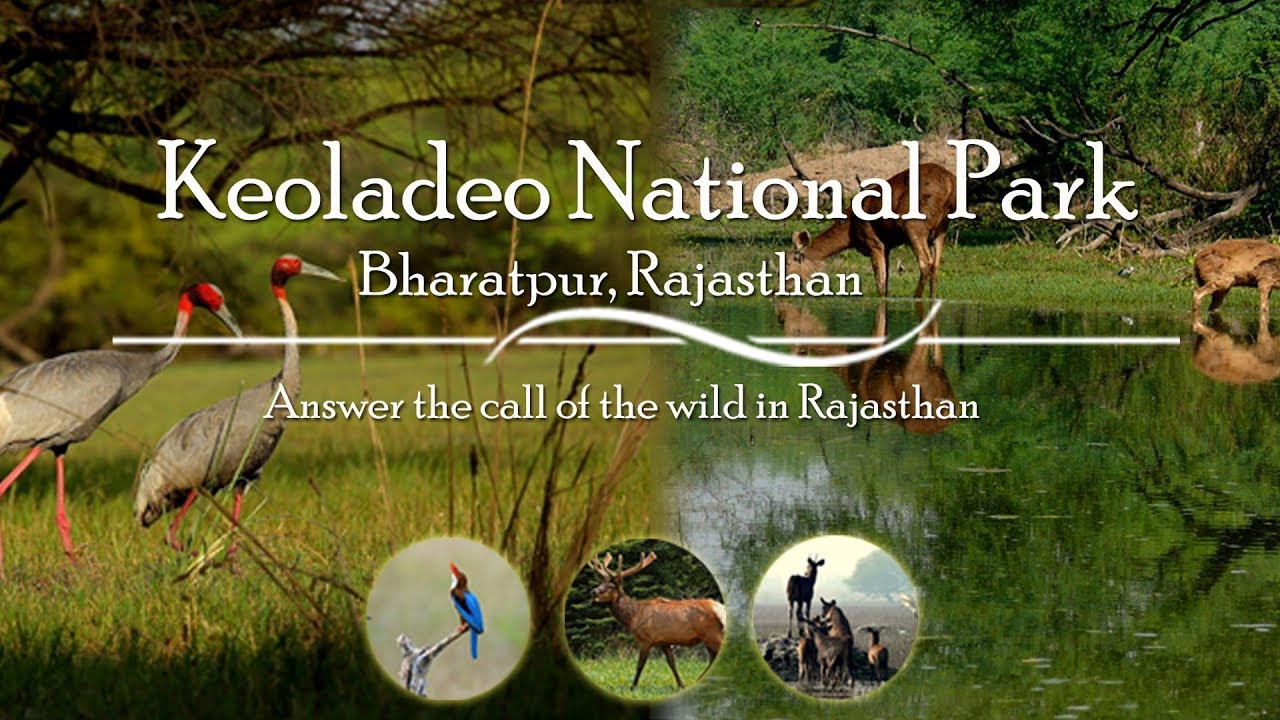 Keoladeo National Park
Bharatpur, Rajasthan
Answer the call of the wild in Rajasthan